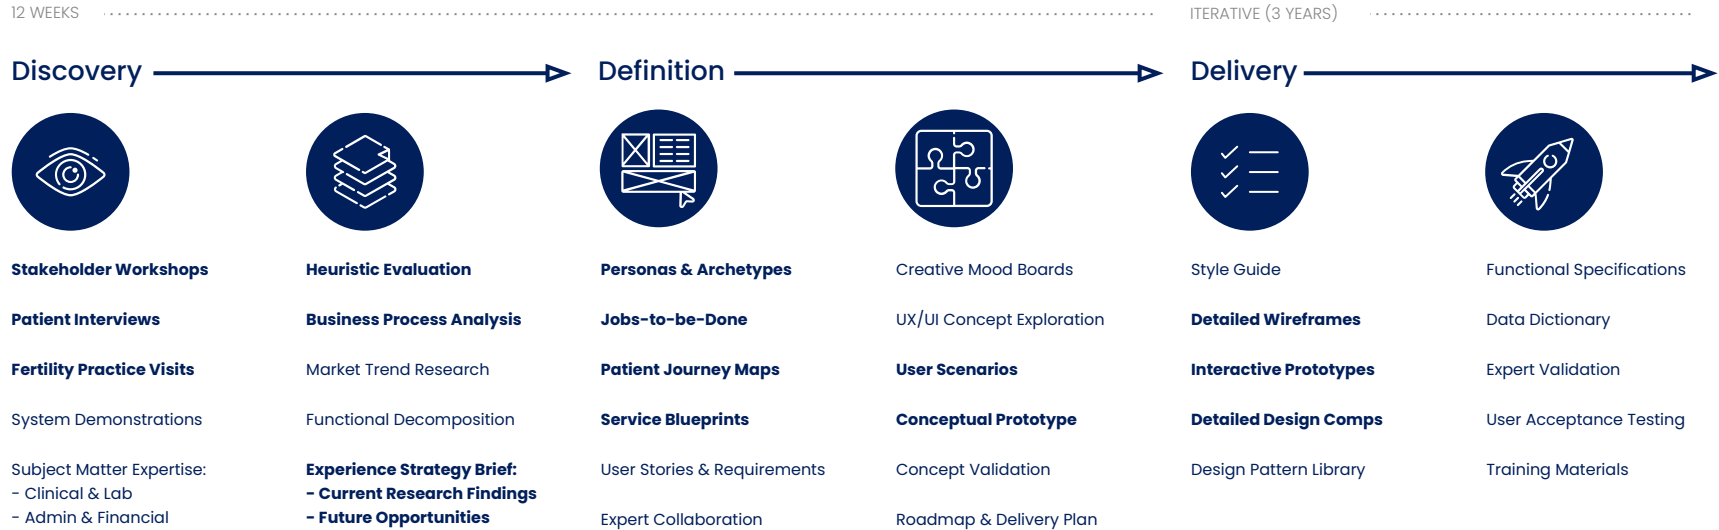 12 WEEKS
ITERATIVE (3 YEARS)
Discovery
Definition
Delivery
Stakeholder Workshops
Patient Interviews
Fertility Practice Visits
System Demonstrations
Subject Matter Expertise:
- Clinical & Lab
- Admin & Financial
Heuristic Evaluation
Business Process Analysis
Market Trend Research
Functional Decomposition
Experience Strategy Brief:
- Current Research Findings
- Future Opportunities
Personas & Archetypes
Jobs-to-be-Done
Patient Journey Maps
Service Blueprints
User Stories & Requirements
Expert Collaboration
Creative Mood Boards
UX/UI Concept Exploration
User Scenarios
Conceptual Prototype
Concept Validation
Roadmap & Delivery Plan
Style Guide
Detailed Wireframes
Interactive Prototypes
Detailed Design Comps
Design Pattern Library
Functional Specifications
Data Dictionary
Expert Validation
User Acceptance Testing
Training Materials